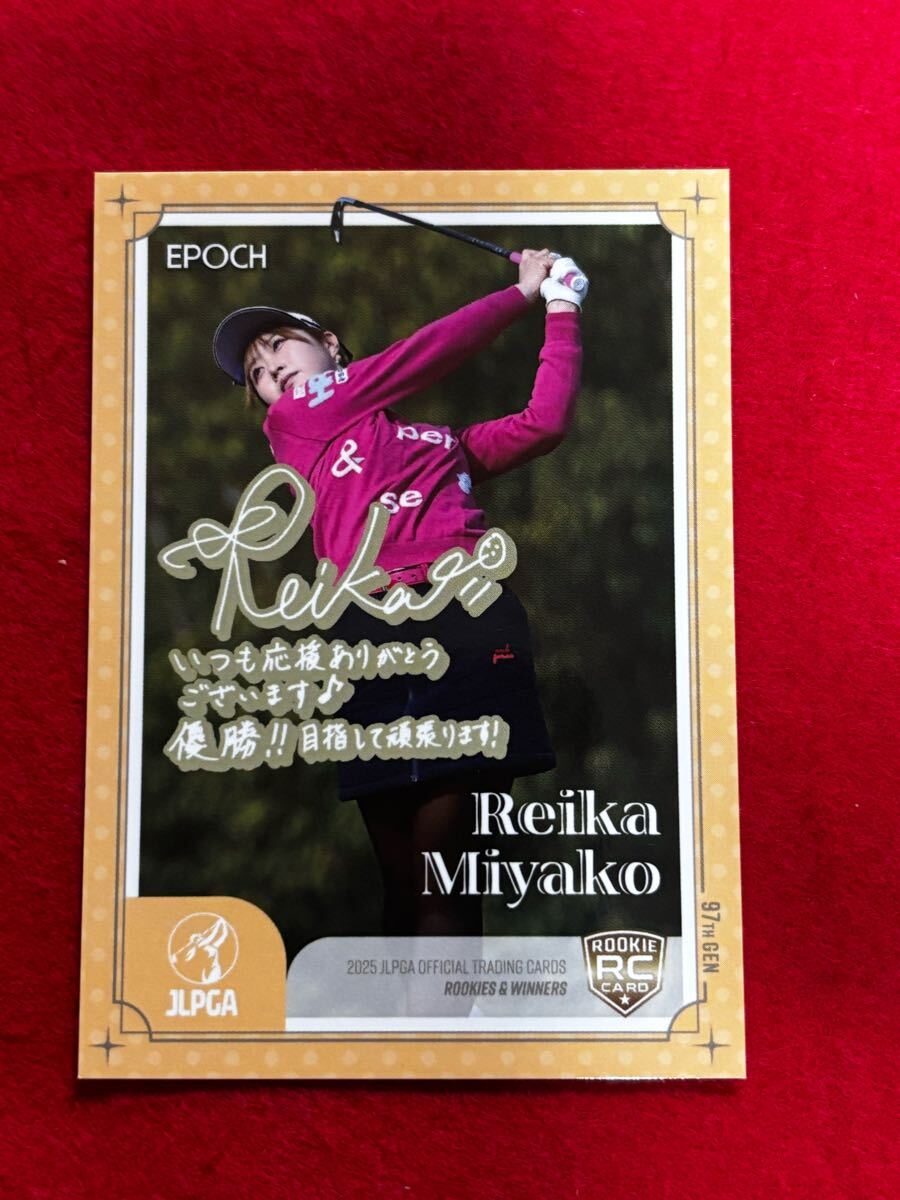 EPOCH
& per
se
Reika
いつも応援ありがとう
ございます♪
優勝!! 目指して頑張ります!
Reika
Miyako
97TH GEN
JLPGA
2025 JLPGA OFFICIAL TRADING CARDS
ROOKIES & WINNERS
ROOKIE
RC
CARD